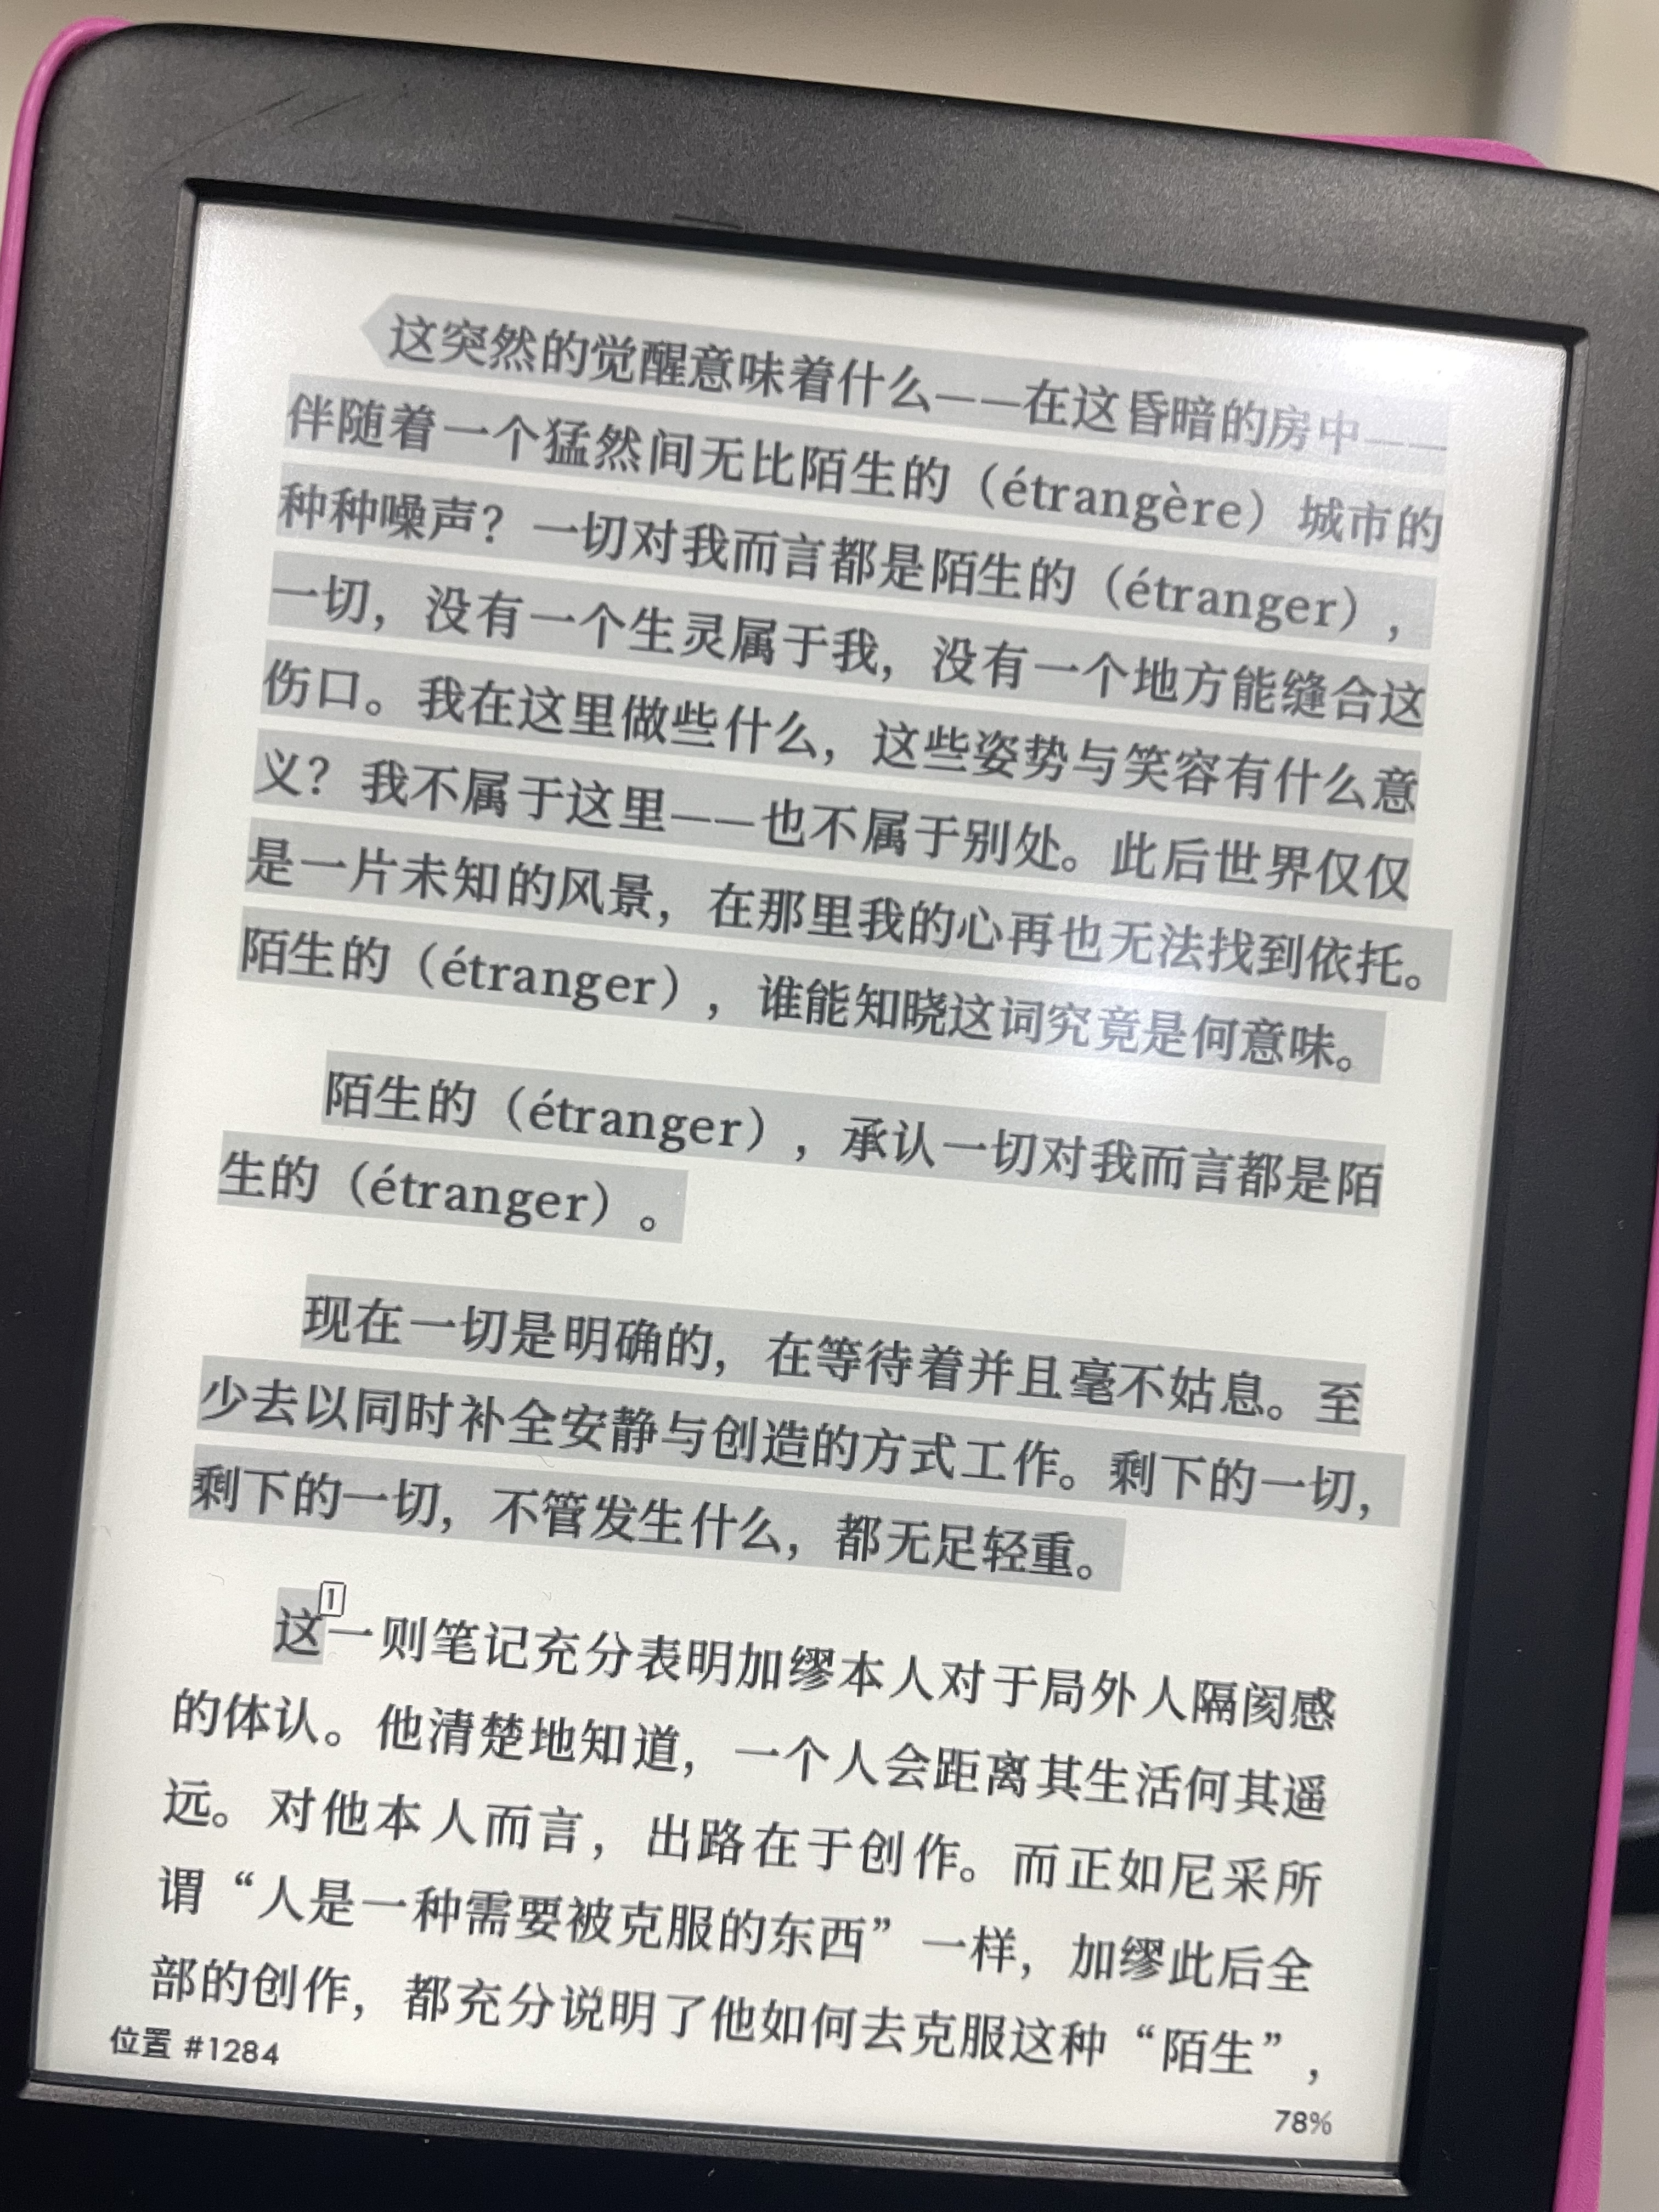 这突然的觉醒意味着什么——在这昏暗的房中——
伴随着一个猛然间无比陌生的（étrangère）城市的
种种噪声？一切对我而言都是陌生的（étranger），
一切，没有一个生灵属于我，没有一个地方能缝合这
伤口。我在这里做些什么，这些姿势与笑容有什么意
义？我不属于这里——也不属于别处。此后世界仅仅
是一片未知的风景，在那里我的心再也无法找到依托。
陌生的（étranger），谁能知晓这词究竟是何意味。
陌生的（étranger），承认一切对我而言都是陌
生的（étranger）。
现在一切是明确的，在等待着并且毫不姑息。至
少去以同时补全安静与创造的方式工作。剩下的一切，
剩下的一切，不管发生什么，都无足轻重。
这一则笔记充分表明加缪本人对于局外人隔阂感
的体认。他清楚地知道，一个人会距离其生活何其遥
远。对他本人而言，出路在于创作。而正如尼采所
谓“人是一种需要被克服的东西”一样，加缪此后全
部的创作，都充分说明了他如何去克服这种“陌生”，
位置 #1284
78%